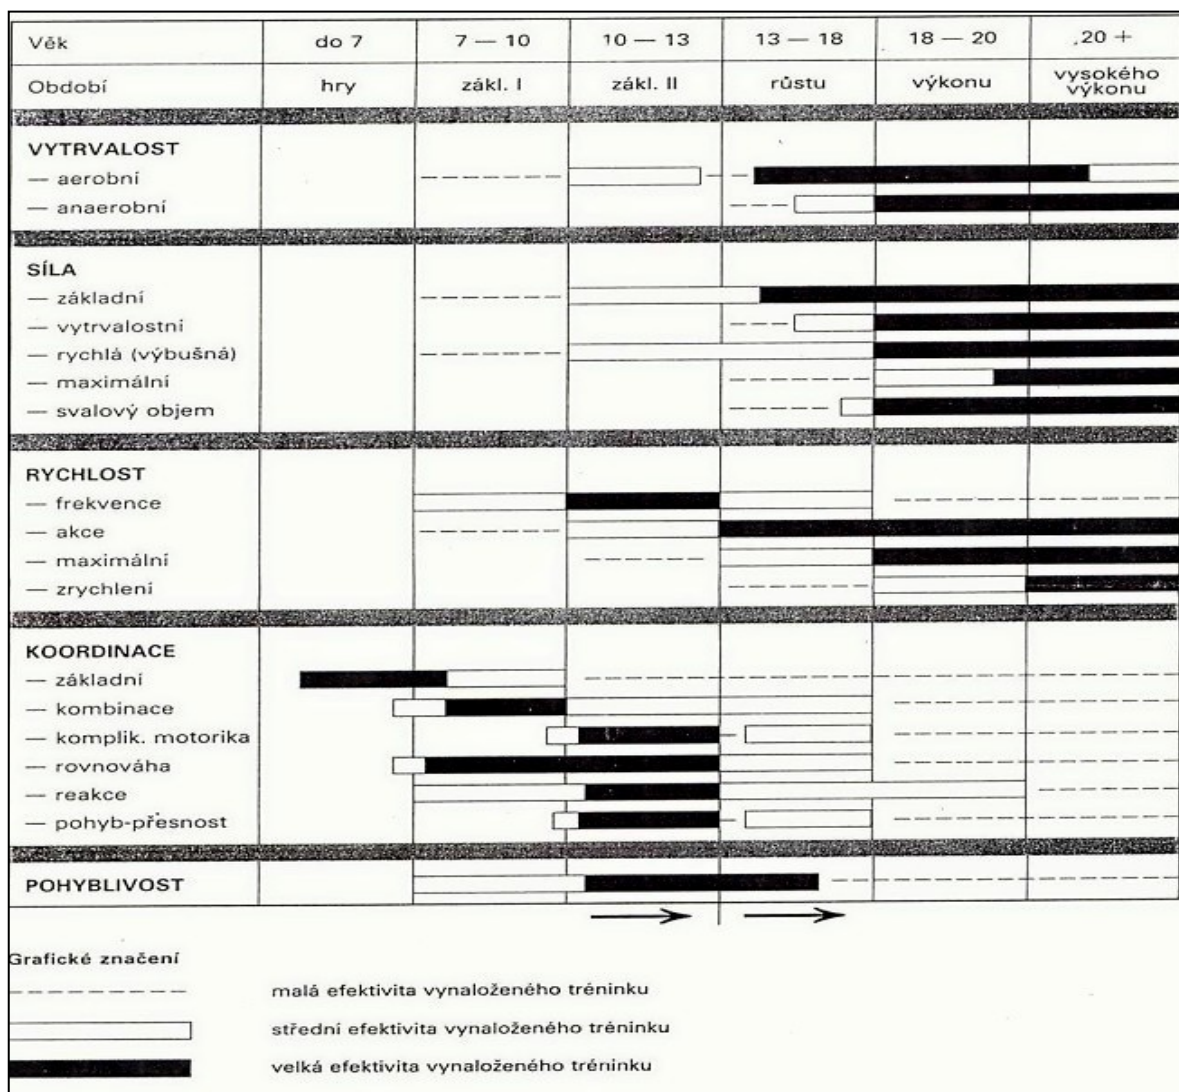 Věk do 7 7 — 10 10 — 13 13 — 18 18 — 20 ,20 +
Období hry zákl. I zákl. II růstu výkonu vysokého výkonu
VYTRVALOST
— aerobní
— anaerobní
SÍLA
— základní
— vytrvalostní
— rychlá (výbušná)
— maximální
— svalový objem
RYCHLOST
— frekvence
— akce
— maximální
— zrychlení
KOORDINACE
— základní
— kombinace
— komplik. motorika
— rovnováha
— reakce
— pohyb-přesnost
POHYBLIVOST
Grafické značení
malá efektivita vynaloženého tréninku
střední efektivita vynaloženého tréninku
velká efektivita vynaloženého tréninku